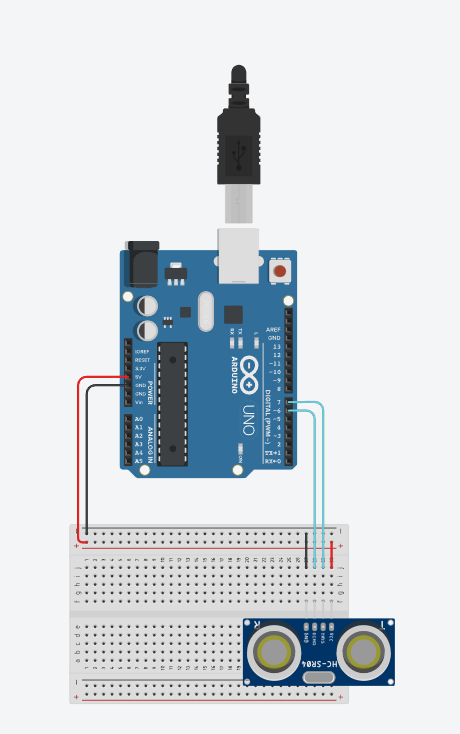 AREF
GND
13
12
~11
~10
~9
8
7
~6
~5
4
~3
2
TX→1
RX←0
DIGITAL (PWM~)
RX
TX
L
ARDUINO
UNO
ON
IOREF
RESET
3.3V
5V
GND
GND
Vin
POWER
A0
A1
A2
A3
A4
A5
ANALOG IN
- -
+ +
j j
i i
h h
g g
f f
e
d
c
b
a
R
T
GND
ECHO
TRIG
VCC
HC-SR04
- -
+ +